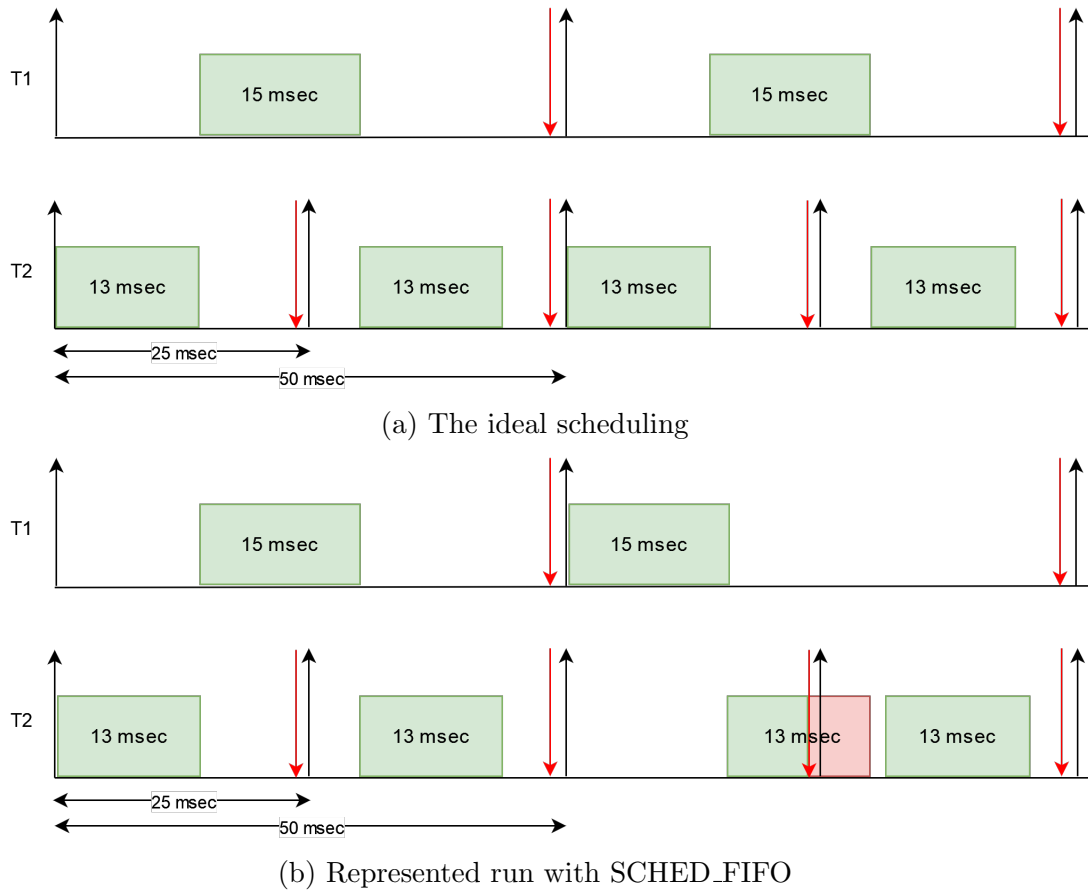 T1
15 msec
15 msec
T2
13 msec
13 msec
13 msec
13 msec
25 msec
50 msec
(a) The ideal scheduling
T1
15 msec
15 msec
T2
13 msec
13 msec
13 msec
13 msec
25 msec
50 msec
(b) Represented run with SCHED_FIFO